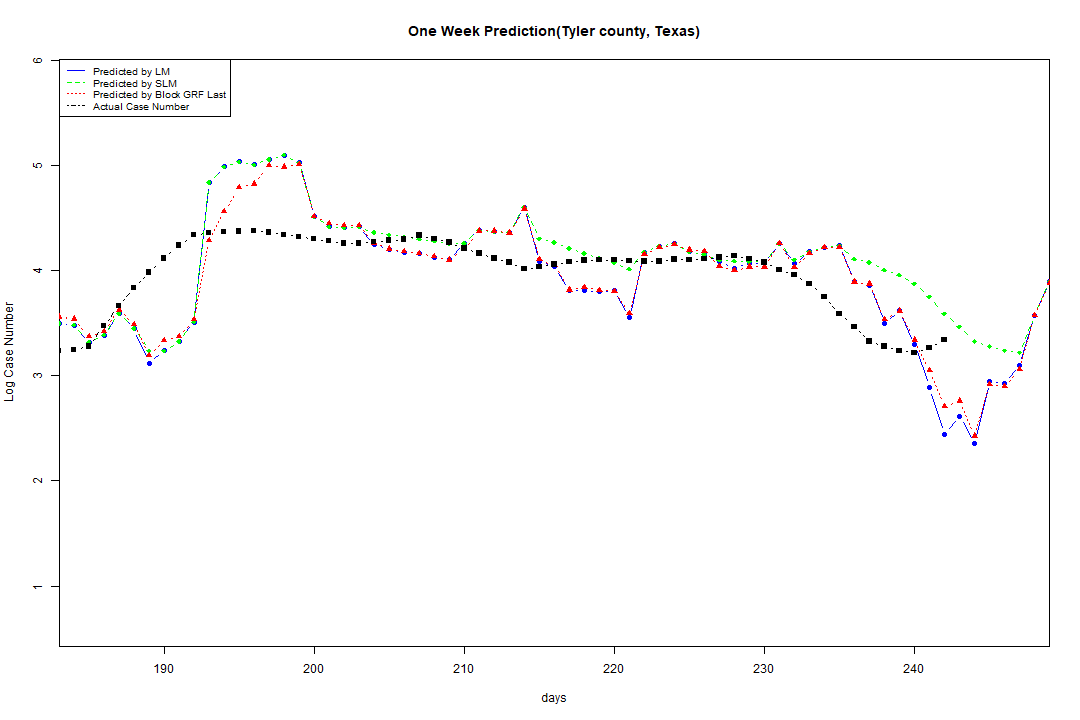 One Week Prediction(Tyler county, Texas)
Predicted by LM
Predicted by SLM
Predicted by Block GRF Last
Actual Case Number
6
5
4
3
2
1
Log Case Number
190 200 210 220 230 240
days